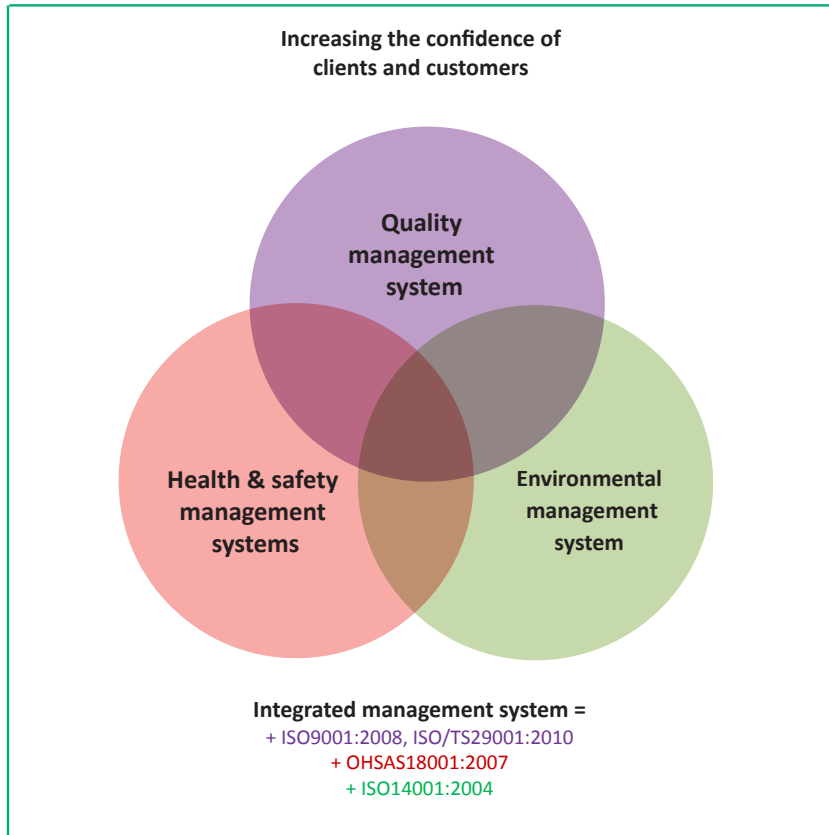 Increasing the confidence of
clients and customers
Quality
management
system
Health & safety
management
systems
Environmental
management
system
Integrated management system =
+ ISO9001:2008, ISO/TS29001:2010
+ OHSAS18001:2007
+ ISO14001:2004